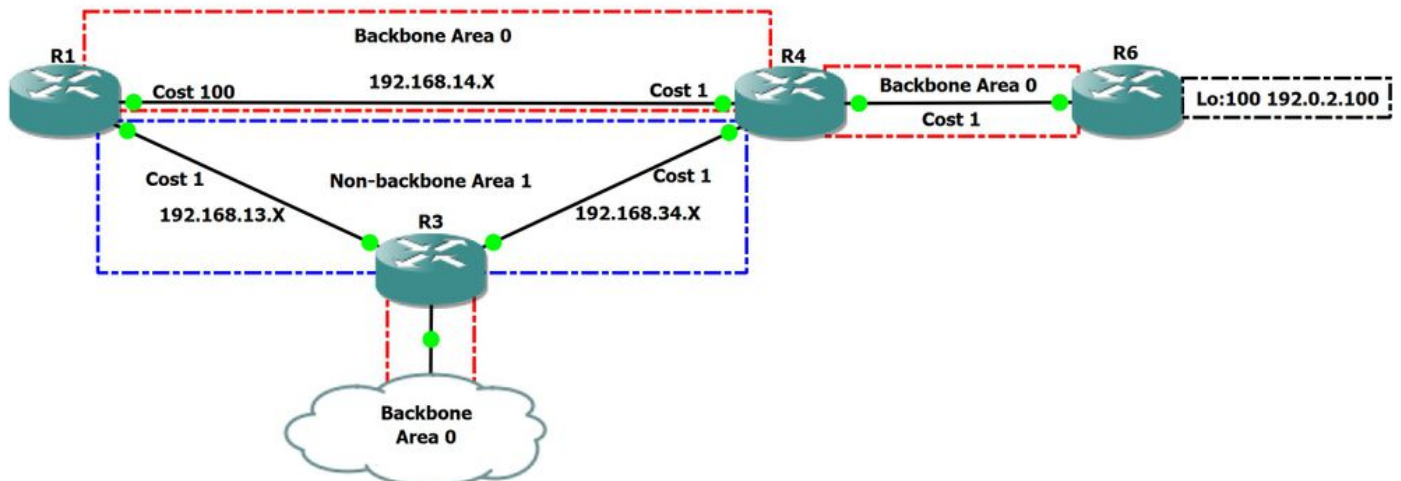 Backbone Area 0
R1
R4
R6
192.168.14.X
Cost 100
Cost 1
Backbone Area 0
Cost 1
Lo:100 192.0.2.100
Cost 1
Non-backbone Area 1
Cost 1
192.168.13.X
R3
192.168.34.X
Backbone
Area 0